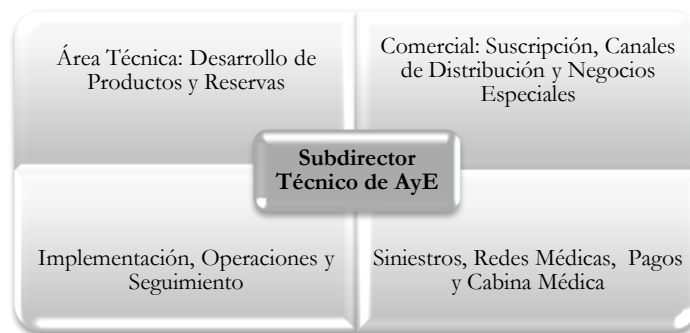 Área Técnica: Desarrollo de
Productos y Reservas
Comercial: Suscripción, Canales
de Distribución y Negocios
Especiales
Subdirector
Técnico de AyE
Implementación, Operaciones y
Seguimiento
Siniestros, Redes Médicas, Pagos
y Cabina Médica